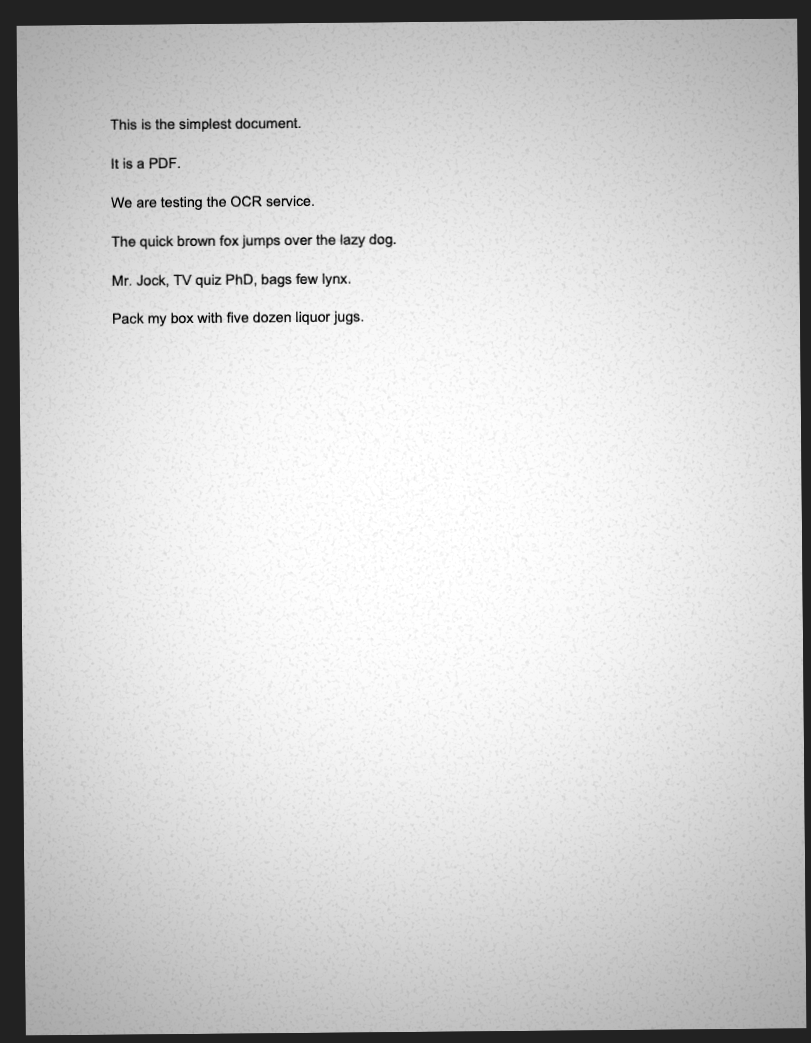 This is the simplest document.
It is a PDF.
We are testing the OCR service.
The quick brown fox jumps over the lazy dog.
Mr. Jock, TV quiz PhD, bags few lynx.
Pack my box with five dozen liquor jugs.